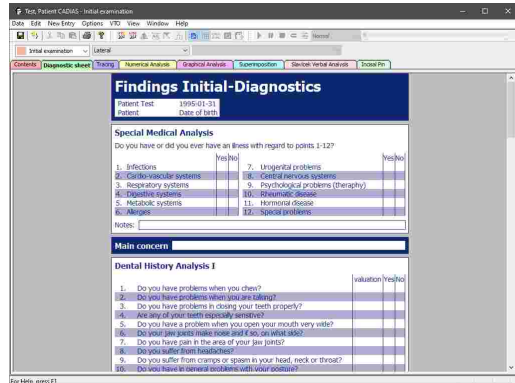 Test, Patient CADIAS - Initial examination
Data Edit New Entry Options VTO View Window Help
Normal
Initial examination Lateral
Contents Diagnostic sheet Tracing Numerical Analysis Graphical Analysis Superimposition Slavicek Verbal Analysis Incisal Pin
Findings Initial-Diagnostics
Patient Test 1995-01-31
Patient Date of birth
Special Medical Analysis
Do you have or did you ever have an illness with regard to points 1-12?
Yes No Yes No
1. Infections 7. Urogenital problems
2. Cardio-vascular systems 8. Central nervous systems
3. Respiratory systems 9. Psychological problems (theraphy)
4. Digestive systems 10. Rheumatic disease
5. Metabolic systems 11. Hormonal disease
6. Allergies 12. Special problems
Notes:
Main concern
Dental History Analysis I
valuation Yes No
1. Do you have problems when you chew?
2. Do you have problems when you are talking?
3. Do you have problems in closing your teeth properly?
4. Are any of your teeth especially sensitive?
5. Do you have a problem when you open your mouth very wide?
6. Do your jaw joints make noise and if so, on what side?
7. Do you have pain in the area of your jaw joints?
8. Do you suffer from headaches?
9. Do you suffer from cramps or spasm in your head, neck or throat?
10. Do you have in general problems with your posture?
For Help, press F1